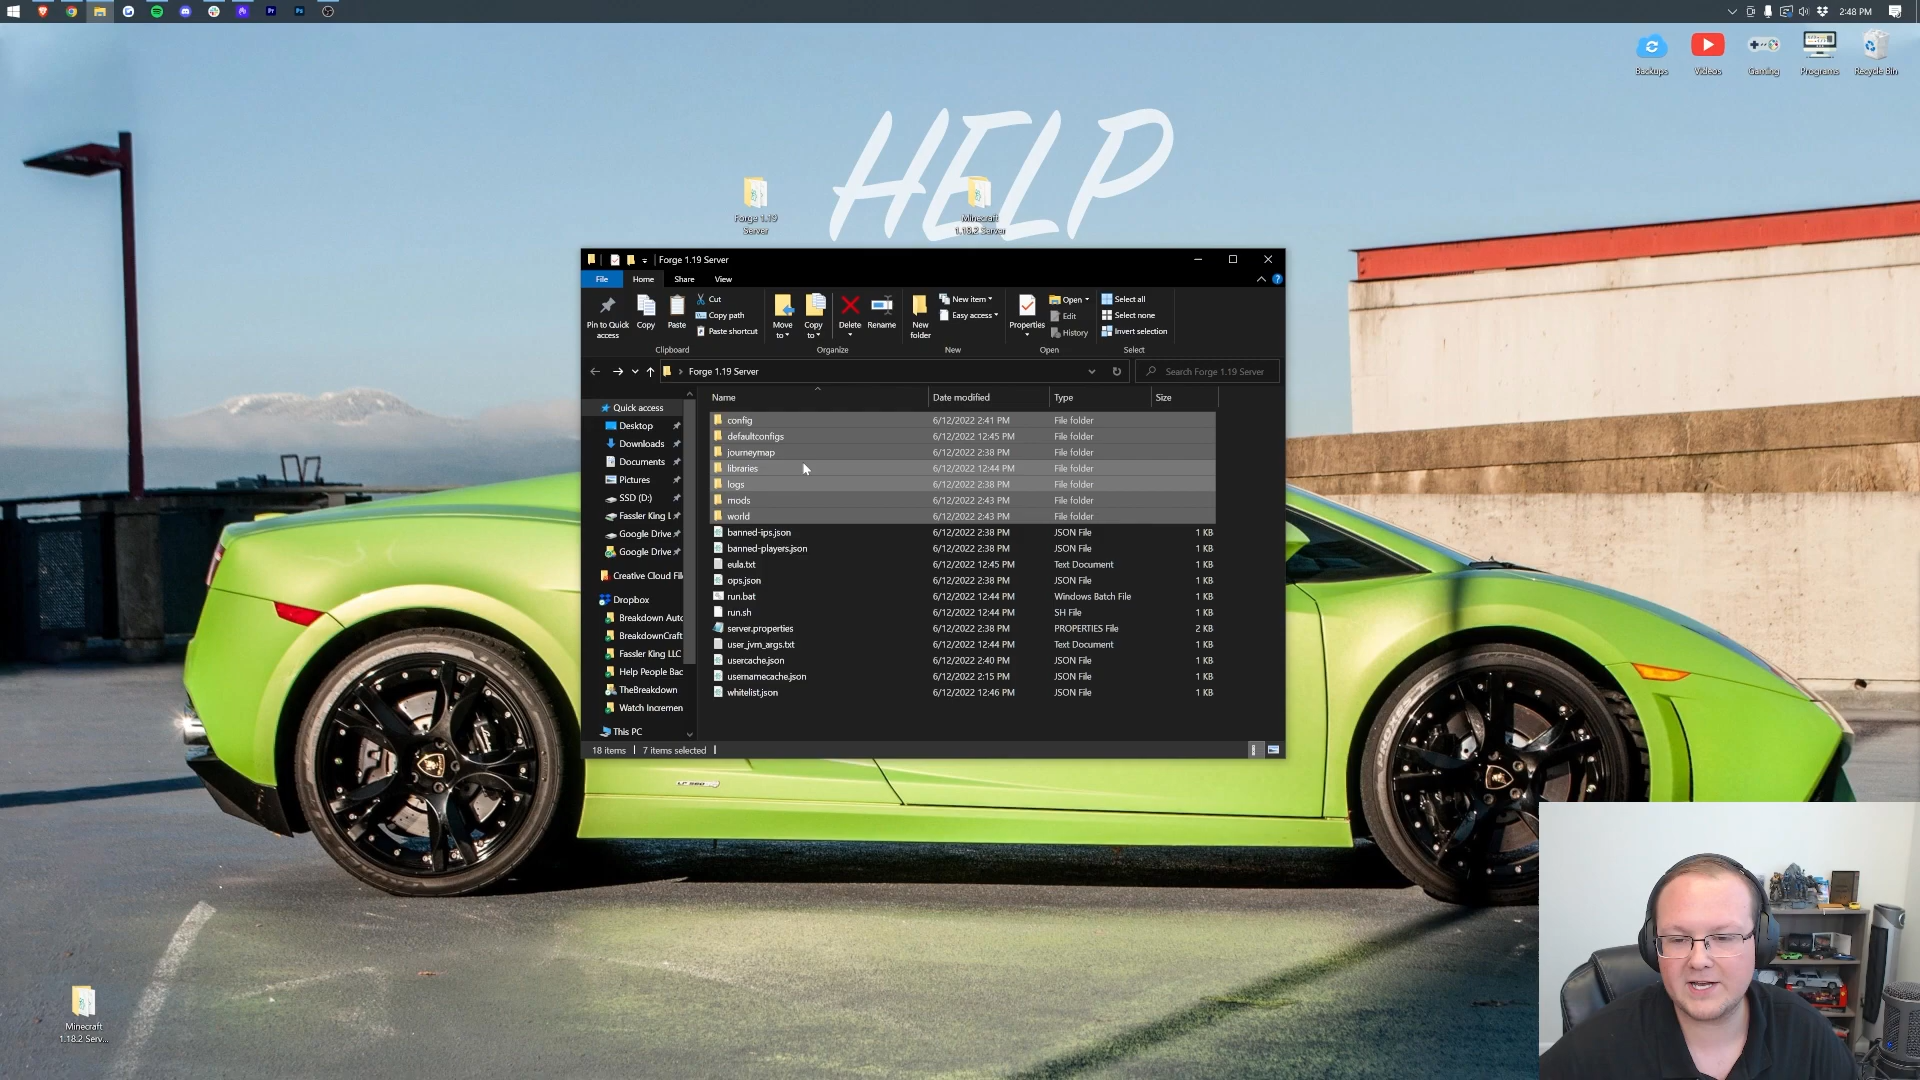 2:48 PM
Backups
Videos
Gaming
Programs
Recycle Bin
HELP
Forge 1.19
Server
Minecraft
1.18.2 Server
Forge 1.19 Server
File
Home
Share
View
Pin to Quick
access
Copy
Paste
Cut
Copy path
Paste shortcut
Clipboard
Move
to
Copy
to
Delete
Rename
Organize
New
folder
New item
Easy access
New
Properties
Open
Edit
History
Open
Select all
Select none
Invert selection
Select
Forge 1.19 Server
Search Forge 1.19 Server
Name Date modified Type Size
Quick access
Desktop
Downloads
Documents
Pictures
SSD (D:)
Fassler King L
Google Drive
Google Drive
Creative Cloud Fil
Dropbox
Breakdown Auto
BreakdownCraft
Fassler King LLC
Help People Bac
TheBreakdown
Watch Incremen
This PC
config 6/12/2022 2:41 PM File folder
defaultconfigs 6/12/2022 12:45 PM File folder
journeymap 6/12/2022 2:38 PM File folder
libraries 6/12/2022 12:44 PM File folder
logs 6/12/2022 2:38 PM File folder
mods 6/12/2022 2:43 PM File folder
world 6/12/2022 2:43 PM File folder
banned-ips.json 6/12/2022 2:38 PM JSON File 1 KB
banned-players.json 6/12/2022 2:38 PM JSON File 1 KB
eula.txt 6/12/2022 12:45 PM Text Document 1 KB
ops.json 6/12/2022 2:38 PM JSON File 1 KB
run.bat 6/12/2022 12:44 PM Windows Batch File 1 KB
run.sh 6/12/2022 12:44 PM SH File 1 KB
server.properties 6/12/2022 2:38 PM PROPERTIES File 2 KB
user_jvm_args.txt 6/12/2022 12:44 PM Text Document 1 KB
usercache.json 6/12/2022 2:40 PM JSON File 1 KB
usernamecache.json 6/12/2022 2:15 PM JSON File 1 KB
whitelist.json 6/12/2022 12:46 PM JSON File 1 KB
18 items
7 items selected
Minecraft
1.18.2 Serv...